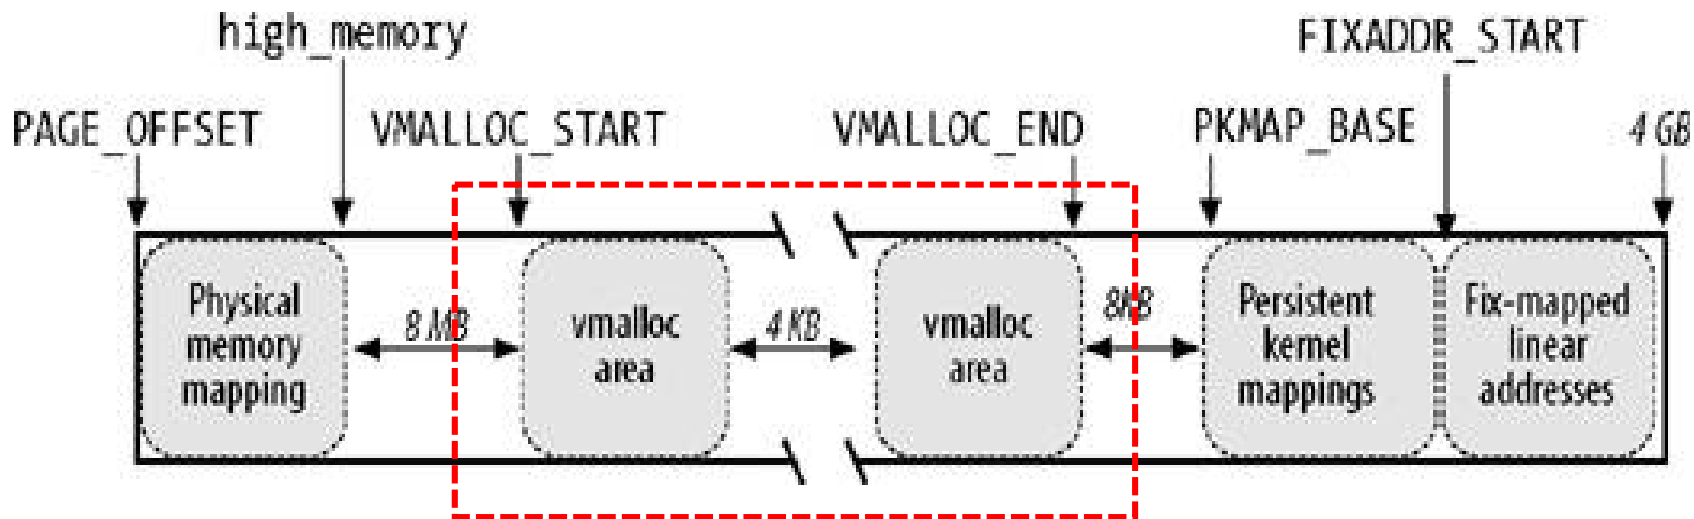 high_memory
FIXADDR_START
PAGE_OFFSET
VMALLOC_START
VMALLOC_END
PKMAP_BASE
4 GB
Physical
memory
mapping
8 MB
vmalloc
area
4 KB
vmalloc
area
8KB
Persistent
kernel
mappings
Fix-mapped
linear
addresses